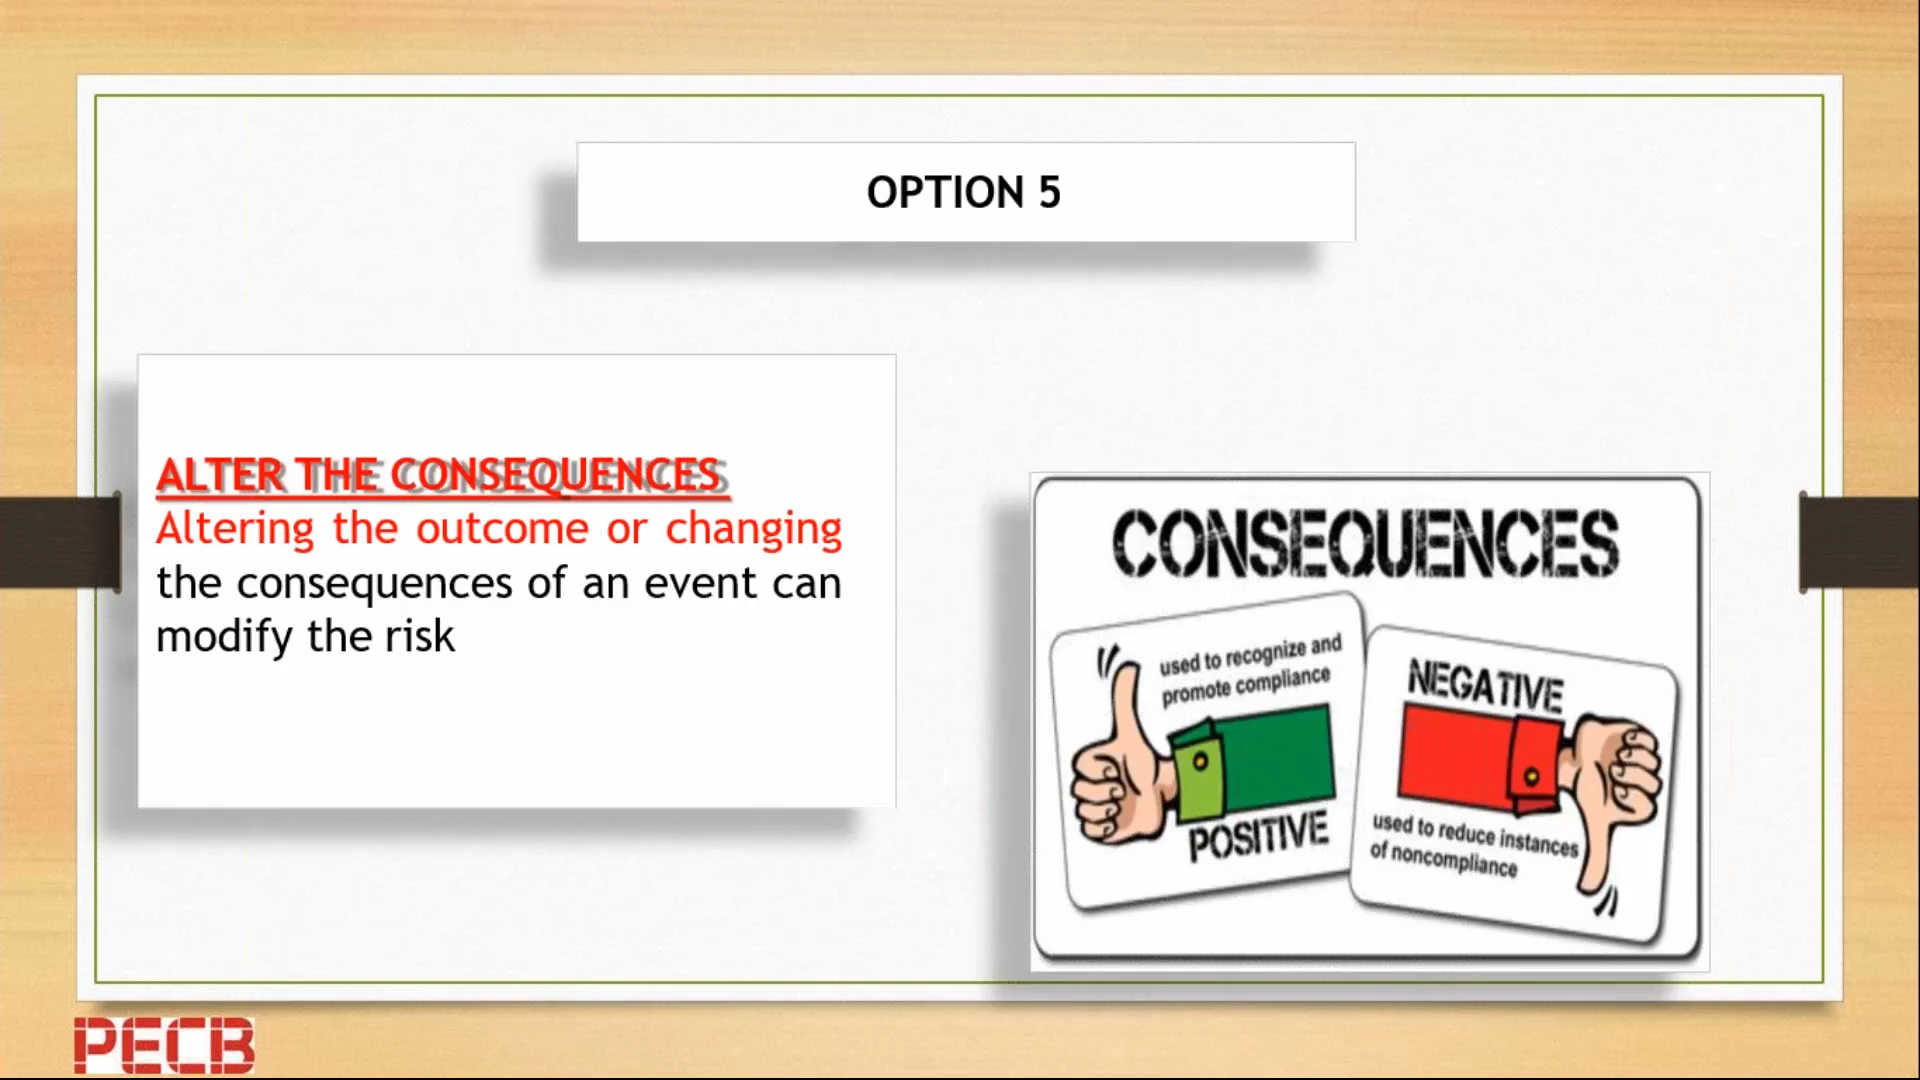 OPTION 5
ALTER THE CONSEQUENCES
Altering the outcome or changing
the consequences of an event can
modify the risk
CONSEQUENCES
used to recognize and
promote compliance
POSITIVE
NEGATIVE
used to reduce instances
of noncompliance
PECB